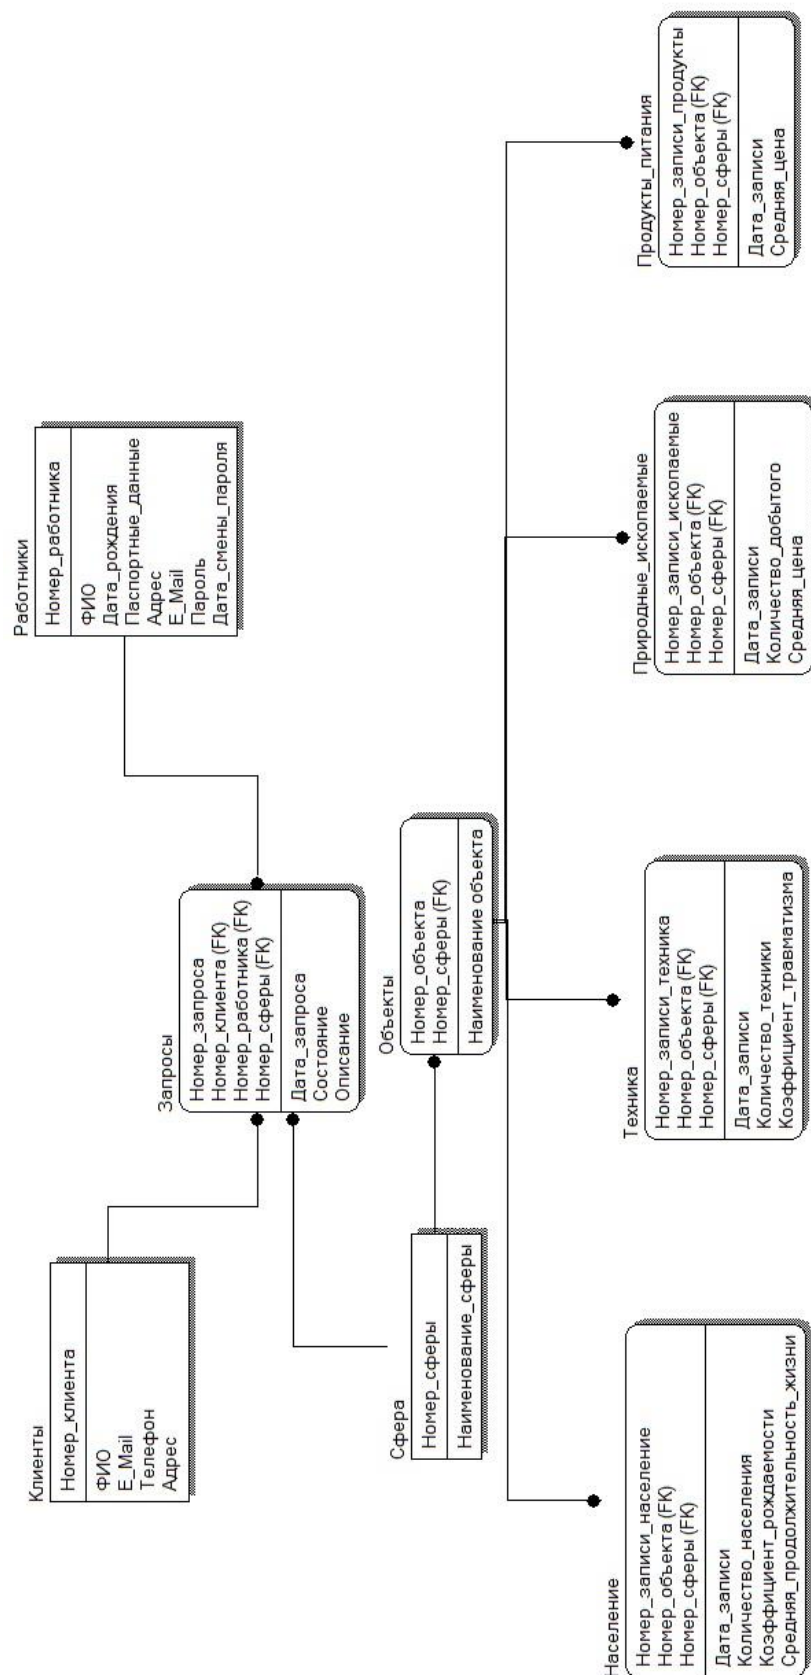 Клиенты
Номер_клиента
ФИО
E_Mail
Телефон
Адрес
Запросы
Номер_запроса
Номер_клиента (FK)
Номер_работника (FK)
Номер_сферы (FK)
Дата_запроса
Состояние
Описание
Работники
Номер_работника
ФИО
Дата_рождения
Паспортные_данные
Адрес
E_Mail
Пароль
Дата_смены_пароля
Сфера
Номер_сферы
Наименование_сферы
Объекты
Номер_объекта
Номер_сферы (FK)
Наименование объекта
Население
Номер_записи_население
Номер_объекта (FK)
Номер_сферы (FK)
Дата_записи
Количество_населения
Коэффициент_рождаемости
Средняя_продолжительность_жизни
Техника
Номер_записи_техника
Номер_объекта (FK)
Номер_сферы (FK)
Дата_записи
Количество_техники
Коэффициент_травматизма
Природные_ископаемые
Номер_записи_ископаемые
Номер_объекта (FK)
Номер_сферы (FK)
Дата_записи
Количество_добытого
Средняя_цена
Продукты_питания
Номер_записи_продукты
Номер_объекта (FK)
Номер_сферы (FK)
Дата_записи
Средняя_цена